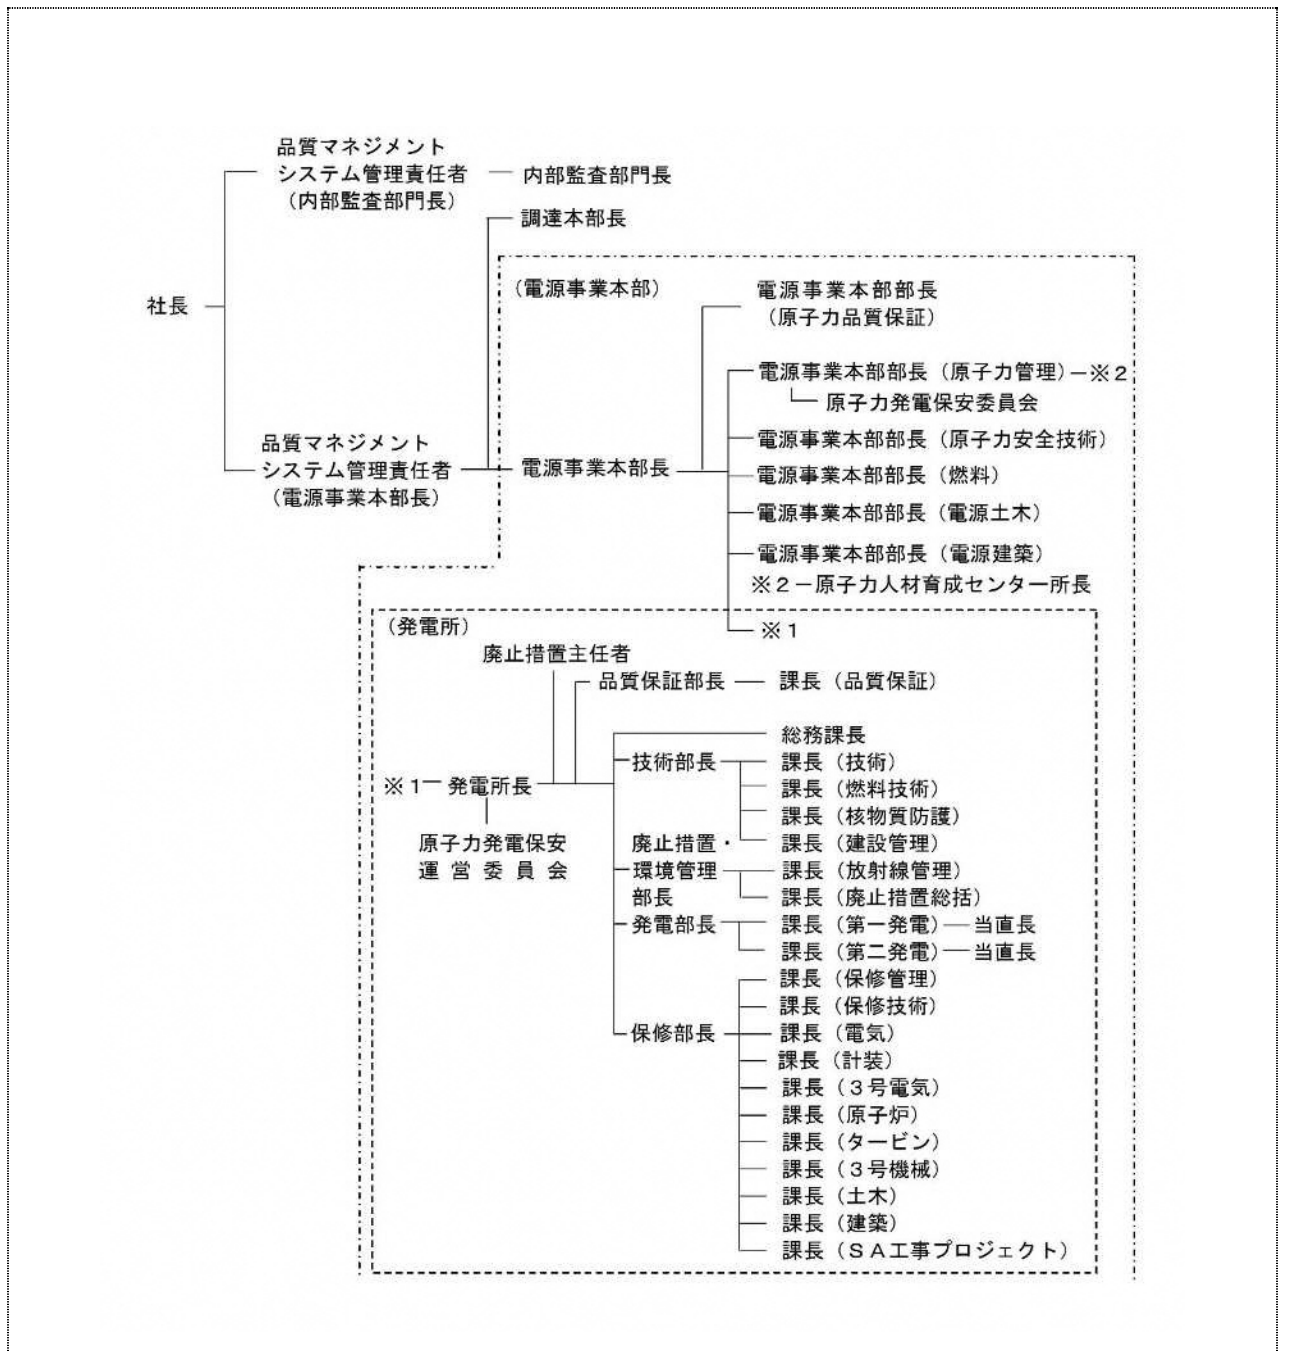 品質マネジメント
システム管理責任者
（内部監査部門長）
内部監査部門長
調達本部長
社長
（電源事業本部）
電源事業本部部長
（原子力品質保証）
電源事業本部部長（原子力管理）－※２
原子力発電保安委員会
品質マネジメント
システム管理責任者
（電源事業本部長）
電源事業本部長
電源事業本部部長（原子力安全技術）
電源事業本部部長（燃料）
電源事業本部部長（電源土木）
電源事業本部部長（電源建築）
※２－原子力人材育成センター所長
※１
（発電所）
廃止措置主任者
品質保証部長
課長（品質保証）
総務課長
技術部長
課長（技術）
※１
発電所長
課長（燃料技術）
課長（核物質防護）
原子力発電保安
運営委員会
課長（建設管理）
廃止措置・
環境管理
部長
課長（放射線管理）
課長（廃止措置総括）
発電部長
課長（第一発電）
当直長
課長（第二発電）
当直長
課長（保修管理）
課長（保修技術）
保修部長
課長（電気）
課長（計装）
課長（３号電気）
課長（原子炉）
課長（タービン）
課長（３号機械）
課長（土木）
課長（建築）
課長（ＳＡ工事プロジェクト）